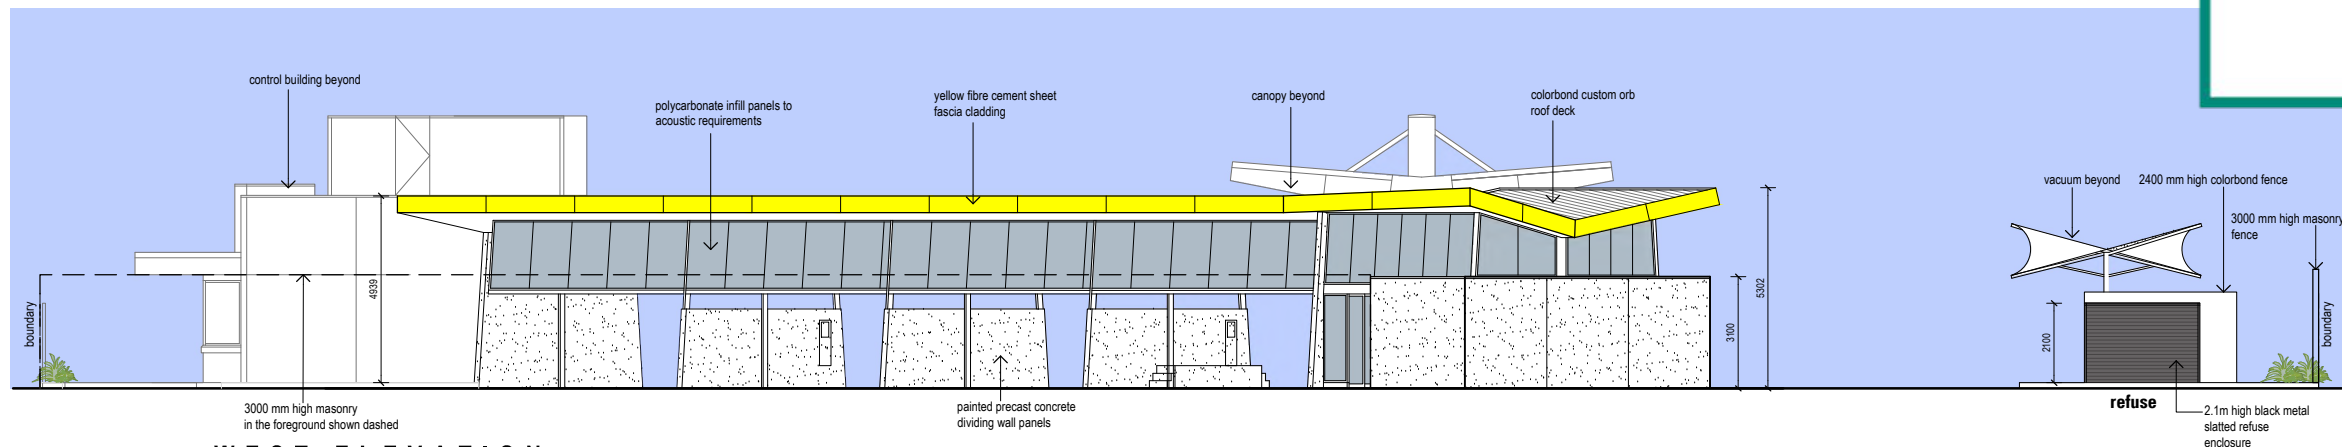 control building beyond
polycarbonate infill panels to
acoustic requirements
yellow fibre cement sheet
fascia cladding
canopy beyond
colorbond custom orb
roof deck
vacuum beyond
2400 mm high colorbond fence
3000 mm high masonry
fence
boundary
4939
5302
3100
2100
boundary
3000 mm high masonry
in the foreground shown dashed
painted precast concrete
dividing wall panels
refuse
2.1m high black metal
slatted refuse
enclosure
WEST ELEVATION